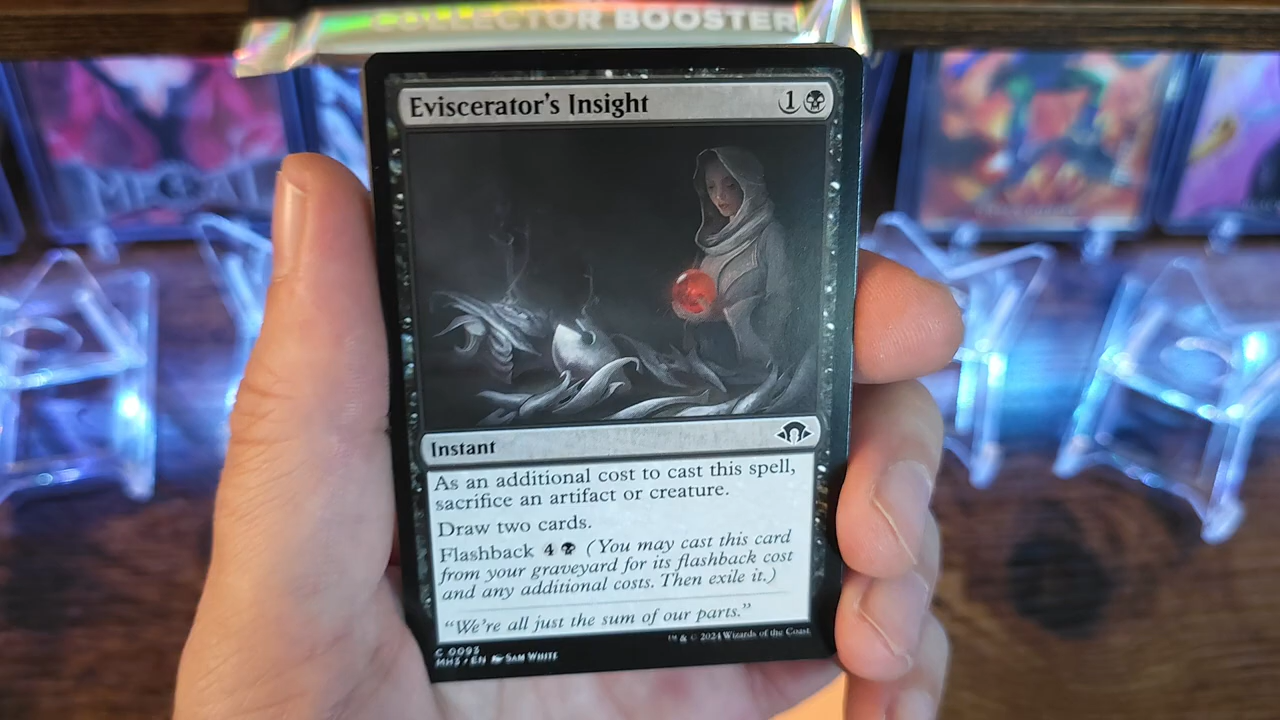 COLLECTOR BOOSTER
Eviscerator's Insight 1
Instant
As an additional cost to cast this spell,
sacrifice an artifact or creature.
Draw two cards.
Flashback 4 (You may cast this card
from your graveyard for its flashback cost
and any additional costs. Then exile it.)
"We're all just the sum of our parts."
C 0093
MH3 • EN Sam White
™ & © 2024 Wizards of the Coast